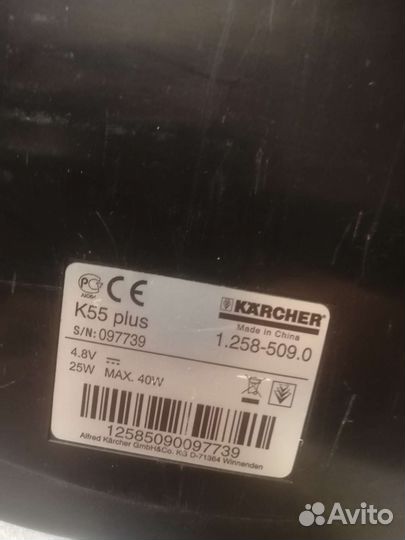 KÄRCHER
Made in China
K55 plus
1.258-509.0
S/N: 097739
4.8V
25W MAX. 40W
12585090097739
Alfred Kärcher GmbH&Co. KG D-71364 Winnenden
Avito